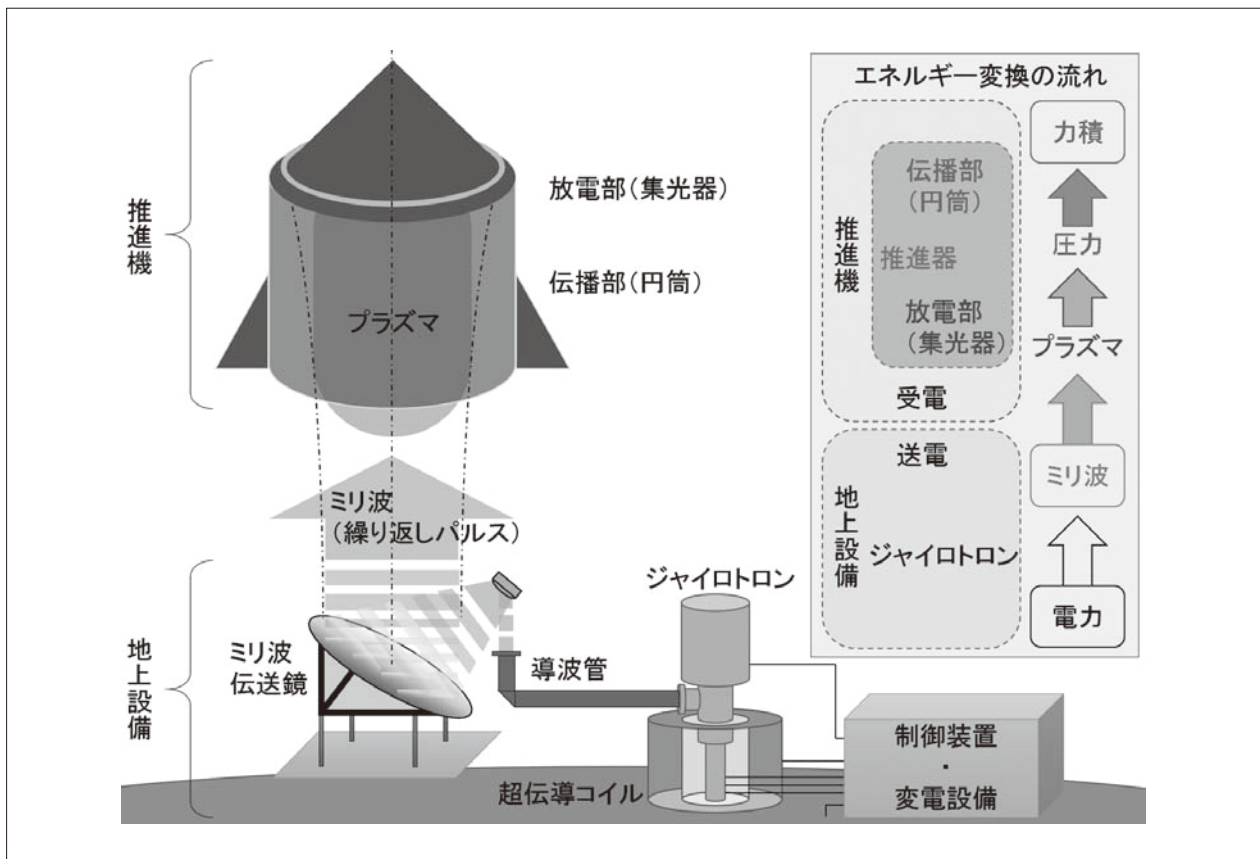 推進機
放電部(集光器)
伝播部(円筒)
プラズマ
ミリ波
(繰り返しパルス)
地上設備
ミリ波
伝送鏡
導波管
ジャイロトロン
超伝導コイル
制御装置
・
変電設備
エネルギー変換の流れ
推進機
伝播部
(円筒)
推進器
放電部
(集光器)
受電
地上設備
送電
ジャイロトロン
力積
圧力
プラズマ
ミリ波
電力